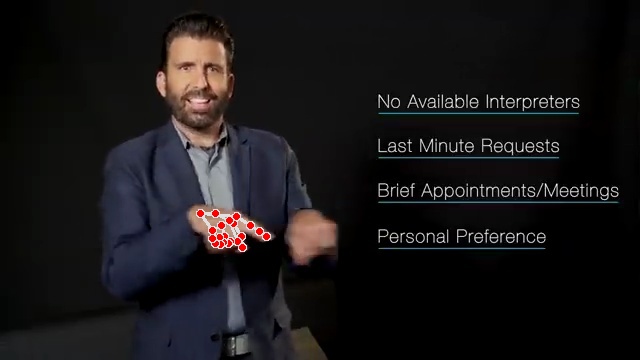 No Available Interpreters
Last Minute Requests
Brief Appointments/Meetings
Personal Preference